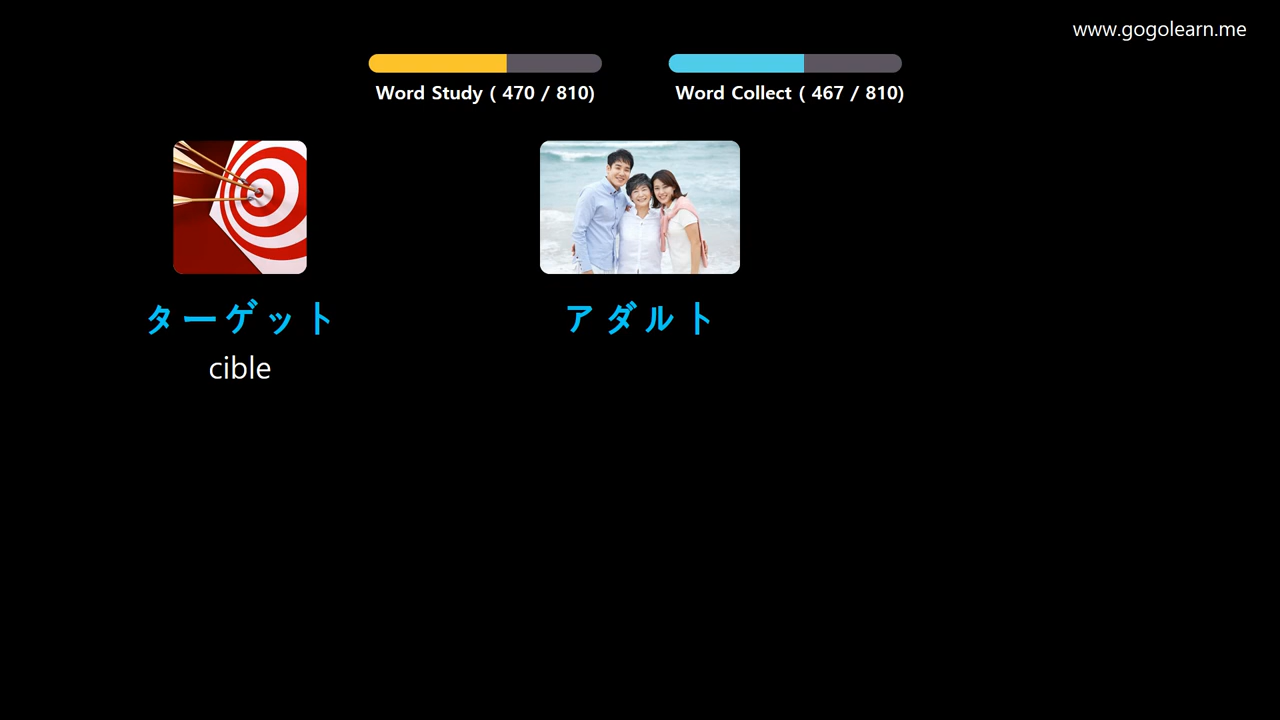 www.gogolearn.me
Word Study ( 470 / 810)
Word Collect ( 467 / 810)
ターゲット
アダルト
cible